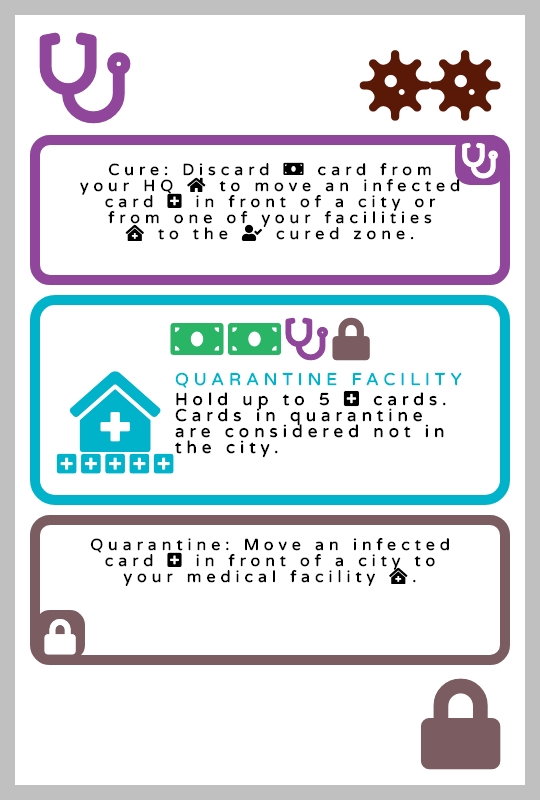 Cure: Discard card from
your HQ to move an infected
card in front of a city or
from one of your facilities
to the cured zone.
QUARANTINE FACILITY
Hold up to 5 cards.
Cards in quarantine
are considered not in
the city.
Quarantine: Move an infected
card in front of a city to
your medical facility .